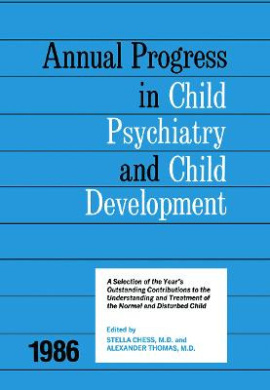 Annual Progress
in Child
Psychiatry
and Child
Development
A Selection of the Year's
Outstanding Contributions to the
Understanding and Treatment of
the Normal and Disturbed Child
Edited by
STELLA CHESS, M.D. and
ALEXANDER THOMAS, M.D.
1986